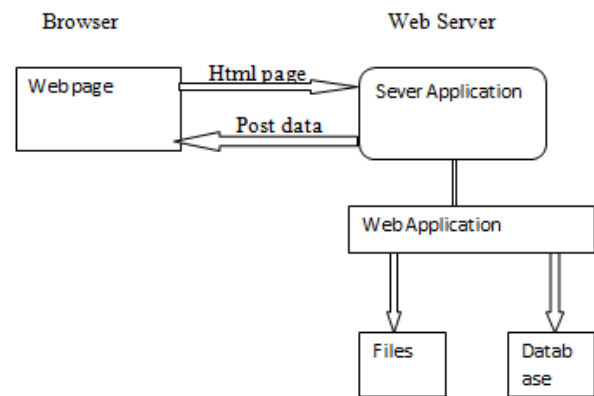 Browser
Web Server
Web page
Html page
Sever Application
Post data
Web Application
Files
Datab
ase